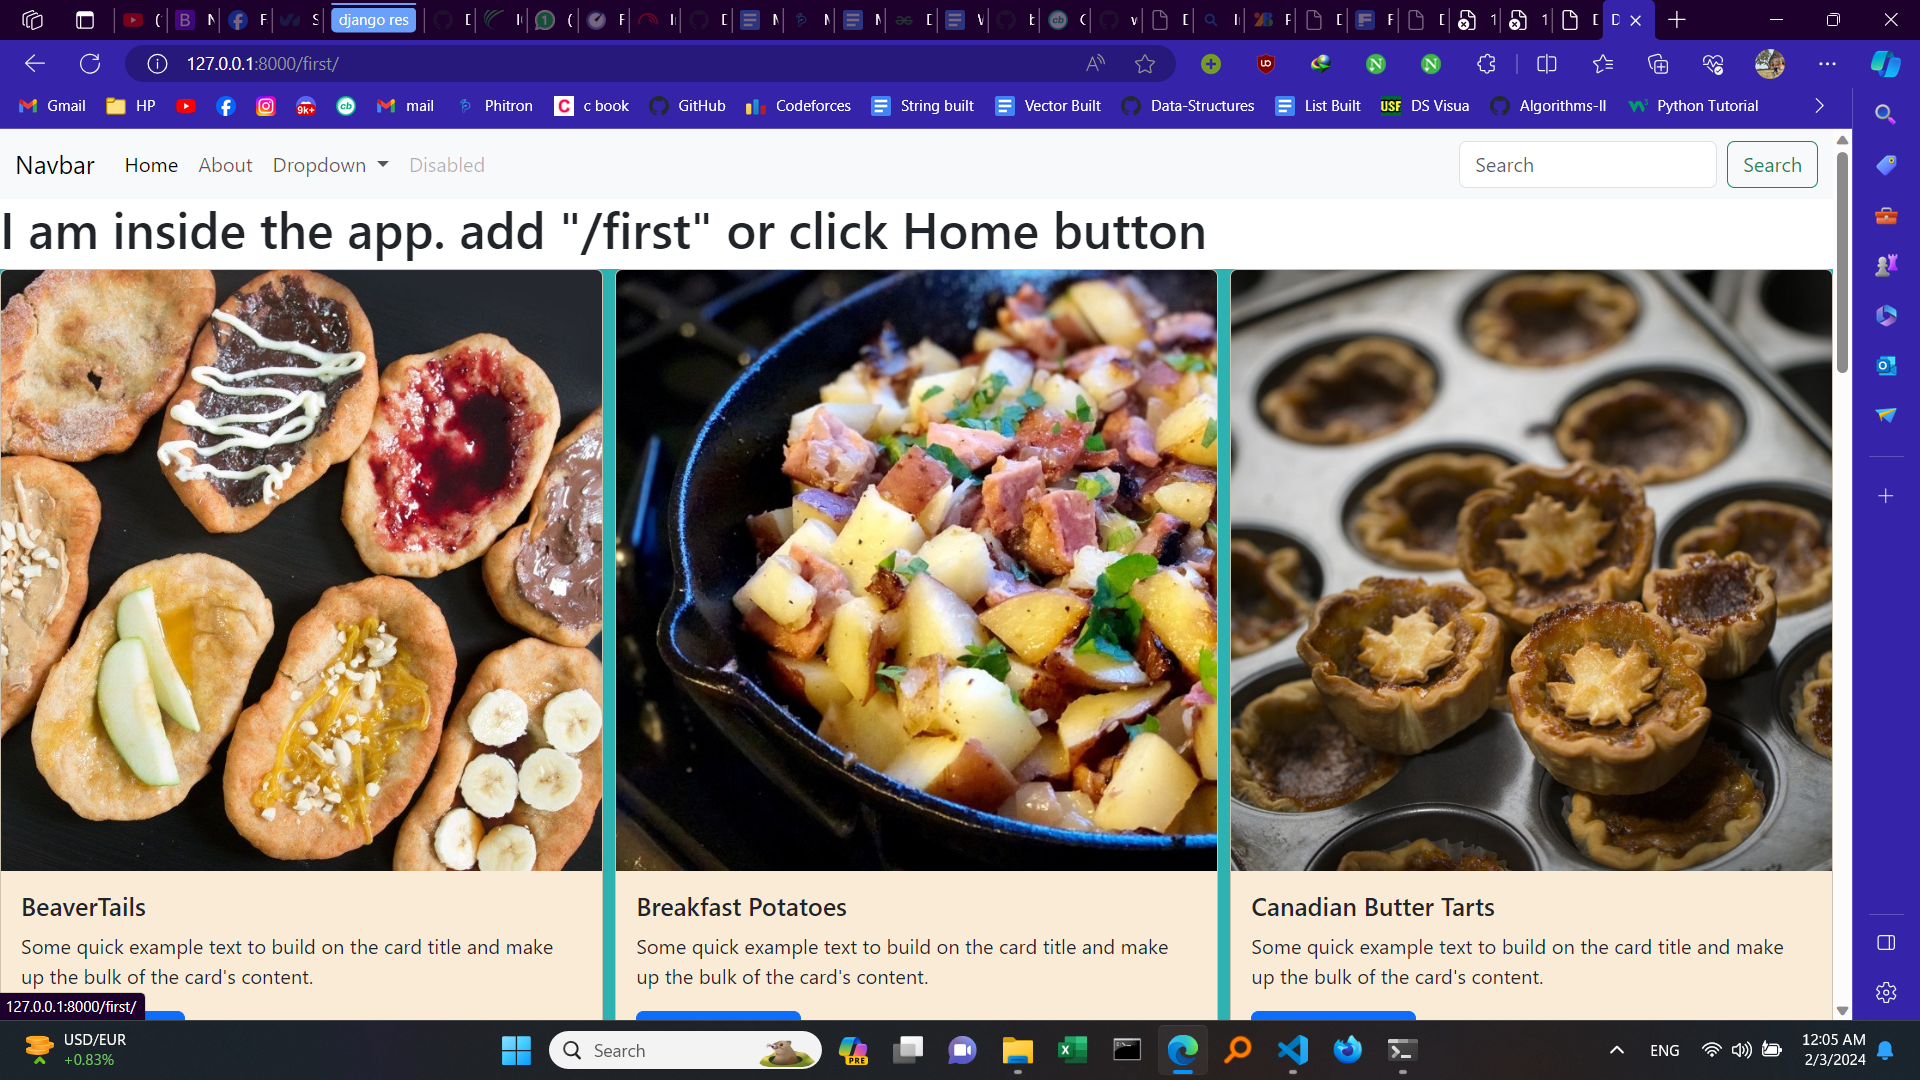 django res
127.0.0.1:8000/first/
Gmail
HP
9k+
cb
mail
Phitron
c book
GitHub
Codeforces
String built
Vector Built
Data-Structures
List Built
USF
DS Visua
Algorithms-II
Python Tutorial
Navbar
Home
About
Dropdown
Disabled
Search
Search
I am inside the app. add "/first" or click Home button
BeaverTails
Some quick example text to build on the card title and make
up the bulk of the card's content.
Breakfast Potatoes
Some quick example text to build on the card title and make
up the bulk of the card's content.
Canadian Butter Tarts
Some quick example text to build on the card title and make
up the bulk of the card's content.
127.0.0.1:8000/first/
USD/EUR
+0.83%
Search
PRE
ENG
12:05 AM
2/3/2024